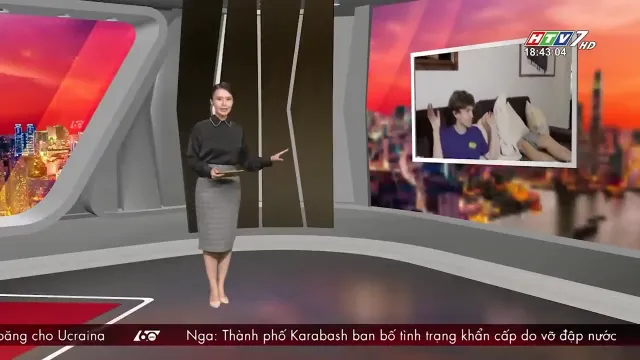 HTV7 HD
18:43:04
băng cho Ucraina 60 Nga: Thành phố Karabash ban bố tình trạng khẩn cấp do vỡ đập nước